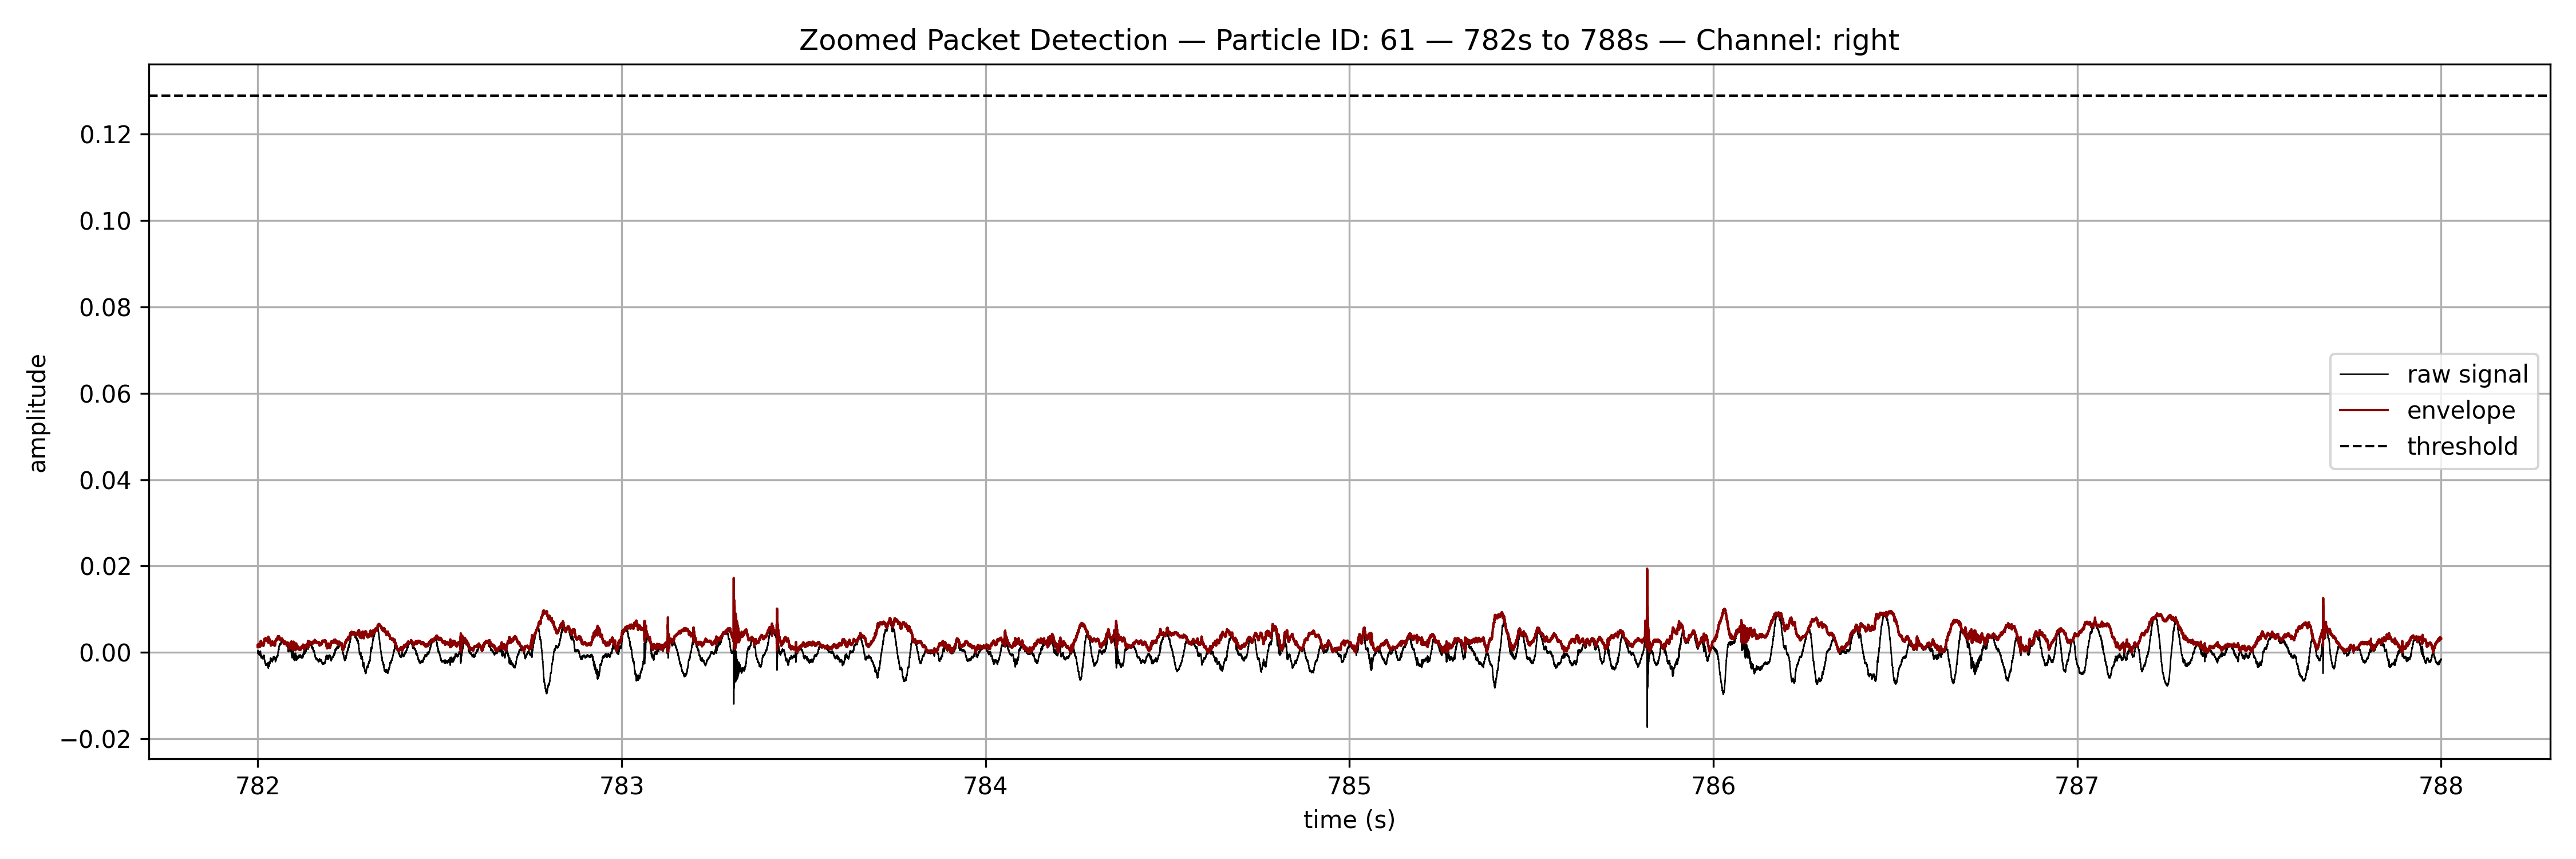 Zoomed Packet Detection — Particle ID: 61 — 782s to 788s — Channel: right
amplitude
0.12
0.10
0.08
0.06
0.04
0.02
0.00
−0.02
raw signal
envelope
threshold
782 783 784 785 786 787 788
time (s)